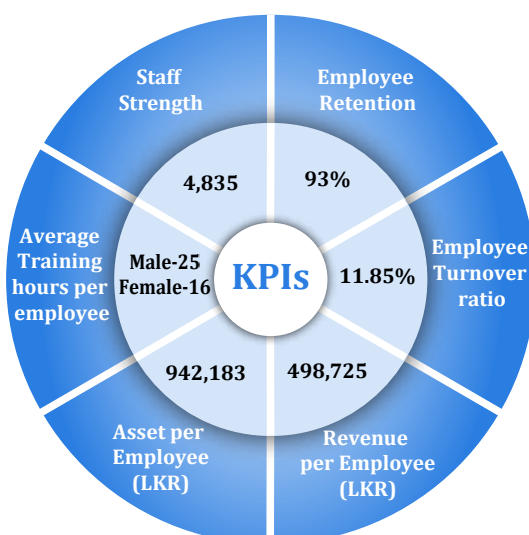 Staff
Strength
4,835
Employee
Retention
93%
Average
Training
hours per
employee
Male-25
Female-16
KPIs
11.85%
Employee
Turnover
ratio
942,183
Asset per
Employee
(LKR)
498,725
Revenue
per Employee
(LKR)